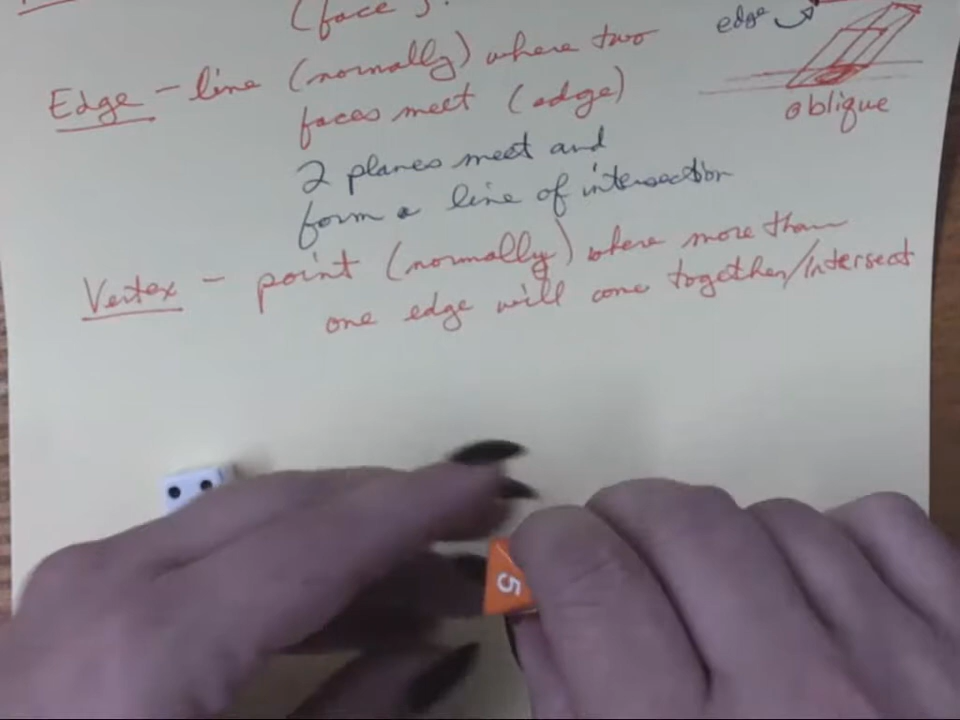 (face).
edge
Edge - line (normally) where two
faces meet (edge)
oblique
2 planes meet and
form a line of intersection
Vertex - point (normally) where more than
one edge will come together/intersect
5